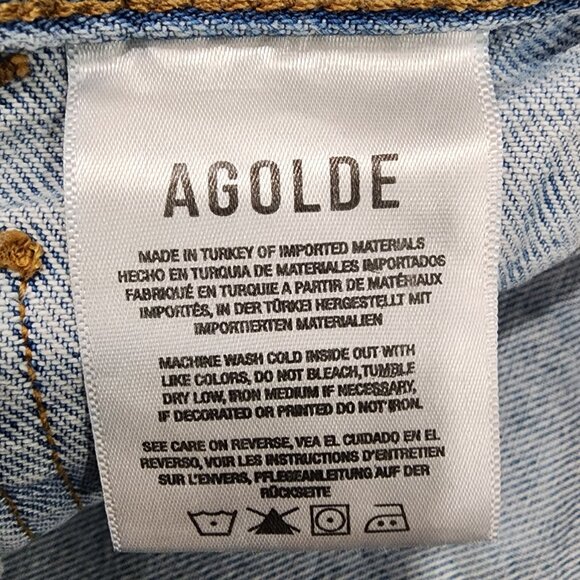 AGOLDE
MADE IN TURKEY OF IMPORTED MATERIALS
HECHO EN TURQUIA DE MATERIALES IMPORTADOS
FABRIQUÉ EN TURQUIE A PARTIR DE MATÉRIAUX
IMPORTÉS, IN DER TÜRKEI HERGESTELLT MIT
IMPORTIERTEN MATERIALIEN
MACHINE WASH COLD INSIDE OUT WITH
LIKE COLORS, DO NOT BLEACH,TUMBLE
DRY LOW, IRON MEDIUM IF NECESSARY,
IF DECORATED OR PRINTED DO NOT IRON.
SEE CARE ON REVERSE, VEA EL CUIDADO EN EL
REVERSO, VOIR LES INSTRUCTIONS D'ENTRETIEN
SUR L'ENVERS, PFLEGEANLEITUNG AUF DER
RÜCKSEITE